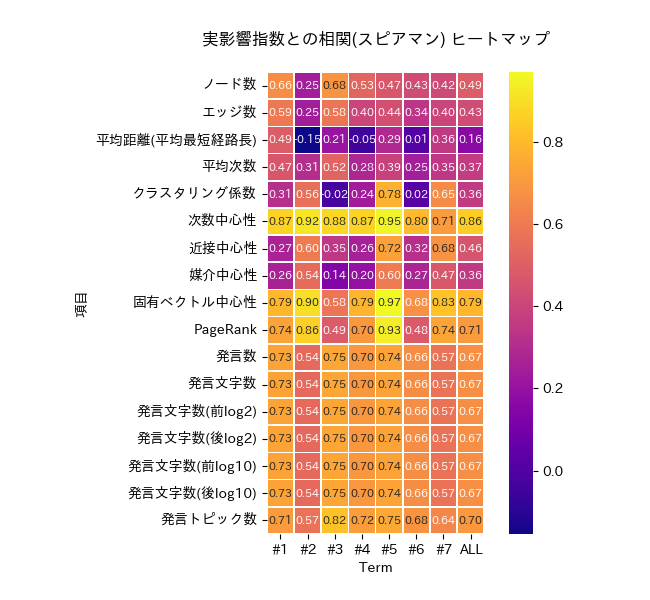 実影響指数との相関(スピアマン) ヒートマップ
項目
ノード数 0.66 0.25 0.68 0.53 0.47 0.43 0.42 0.49
エッジ数 0.59 0.25 0.58 0.40 0.44 0.34 0.40 0.43
平均距離(平均最短経路長) 0.49 -0.15 0.21 -0.05 0.29 0.01 0.36 0.16
平均次数 0.47 0.31 0.52 0.28 0.39 0.25 0.35 0.37
クラスタリング係数 0.31 0.56 -0.02 0.24 0.78 0.02 0.65 0.36
次数中心性 0.87 0.92 0.88 0.87 0.95 0.80 0.71 0.86
近接中心性 0.27 0.60 0.35 0.26 0.72 0.32 0.68 0.46
媒介中心性 0.26 0.54 0.14 0.20 0.60 0.27 0.47 0.36
固有ベクトル中心性 0.79 0.90 0.58 0.79 0.97 0.68 0.83 0.79
PageRank 0.74 0.86 0.49 0.70 0.93 0.48 0.74 0.71
発言数 0.73 0.54 0.75 0.70 0.74 0.66 0.57 0.67
発言文字数 0.73 0.54 0.75 0.70 0.74 0.66 0.57 0.67
発言文字数(前log2) 0.73 0.54 0.75 0.70 0.74 0.66 0.57 0.67
発言文字数(後log2) 0.73 0.54 0.75 0.70 0.74 0.66 0.57 0.67
発言文字数(前log10) 0.73 0.54 0.75 0.70 0.74 0.66 0.57 0.67
発言文字数(後log10) 0.73 0.54 0.75 0.70 0.74 0.66 0.57 0.67
発言トピック数 0.71 0.57 0.82 0.72 0.75 0.68 0.64 0.70
#1 #2 #3 #4 #5 #6 #7 ALL
Term
0.8
0.6
0.4
0.2
0.0